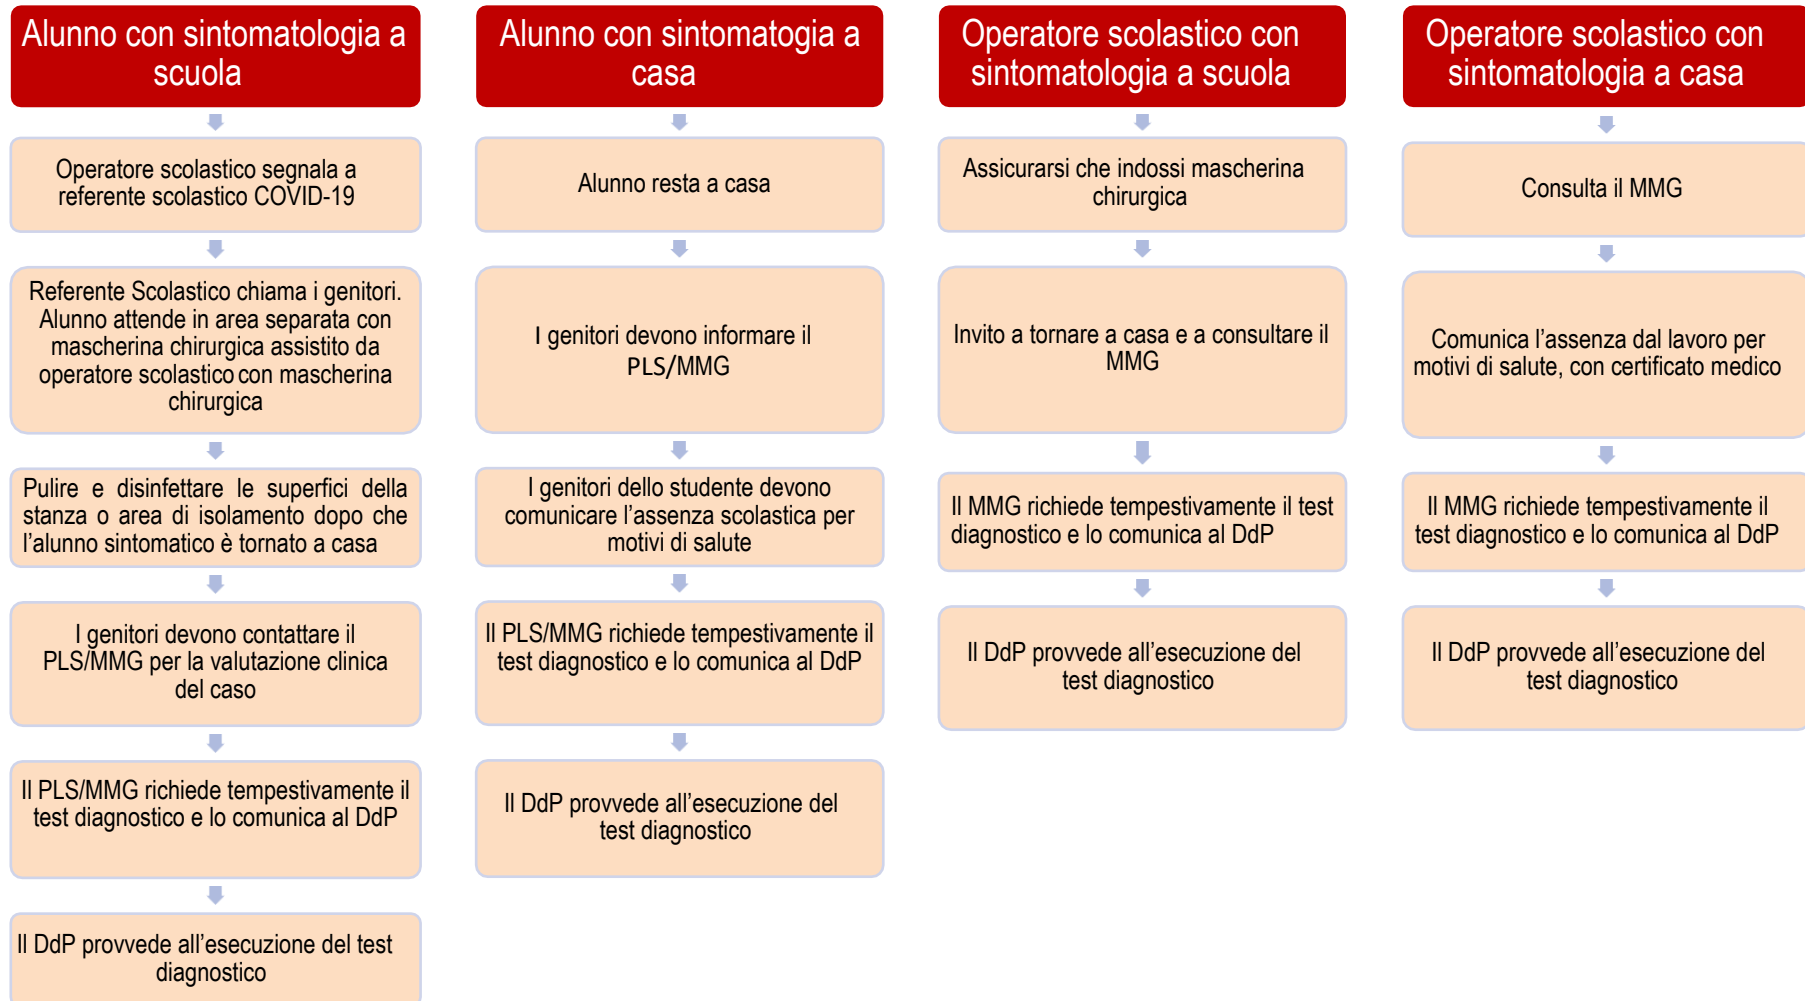 Alunno con sintomatologia a
scuola
Operatore scolastico segnala a
referente scolastico COVID-19
Referente Scolastico chiama i genitori.
Alunno attende in area separata con
mascherina chirurgica assistito da
operatore scolastico con mascherina
chirurgica
Pulire e disinfettare le superfici della
stanza o area di isolamento dopo che
l’alunno sintomatico è tornato a casa
I genitori devono contattare il
PLS/MMG per la valutazione clinica
del caso
Il PLS/MMG richiede tempestivamente il
test diagnostico e lo comunica al DdP
Il DdP provvede all’esecuzione del test
diagnostico
Alunno con sintomatogia a
casa
Alunno resta a casa
I genitori devono informare il
PLS/MMG
I genitori dello studente devono
comunicare l’assenza scolastica per
motivi di salute
Il PLS/MMG richiede tempestivamente il
test diagnostico e lo comunica al DdP
Il DdP provvede all’esecuzione del
test diagnostico
Operatore scolastico con
sintomatologia a scuola
Assicurarsi che indossi mascherina
chirurgica
Invito a tornare a casa e a consultare il
MMG
Il MMG richiede tempestivamente il test
diagnostico e lo comunica al DdP
Il DdP provvede all’esecuzione del
test diagnostico
Operatore scolastico con
sintomatologia a casa
Consulta il MMG
Comunica l’assenza dal lavoro per
motivi di salute, con certificato medico
Il MMG richiede tempestivamente il
test diagnostico e lo comunica al DdP
Il DdP provvede all’esecuzione del
test diagnostico